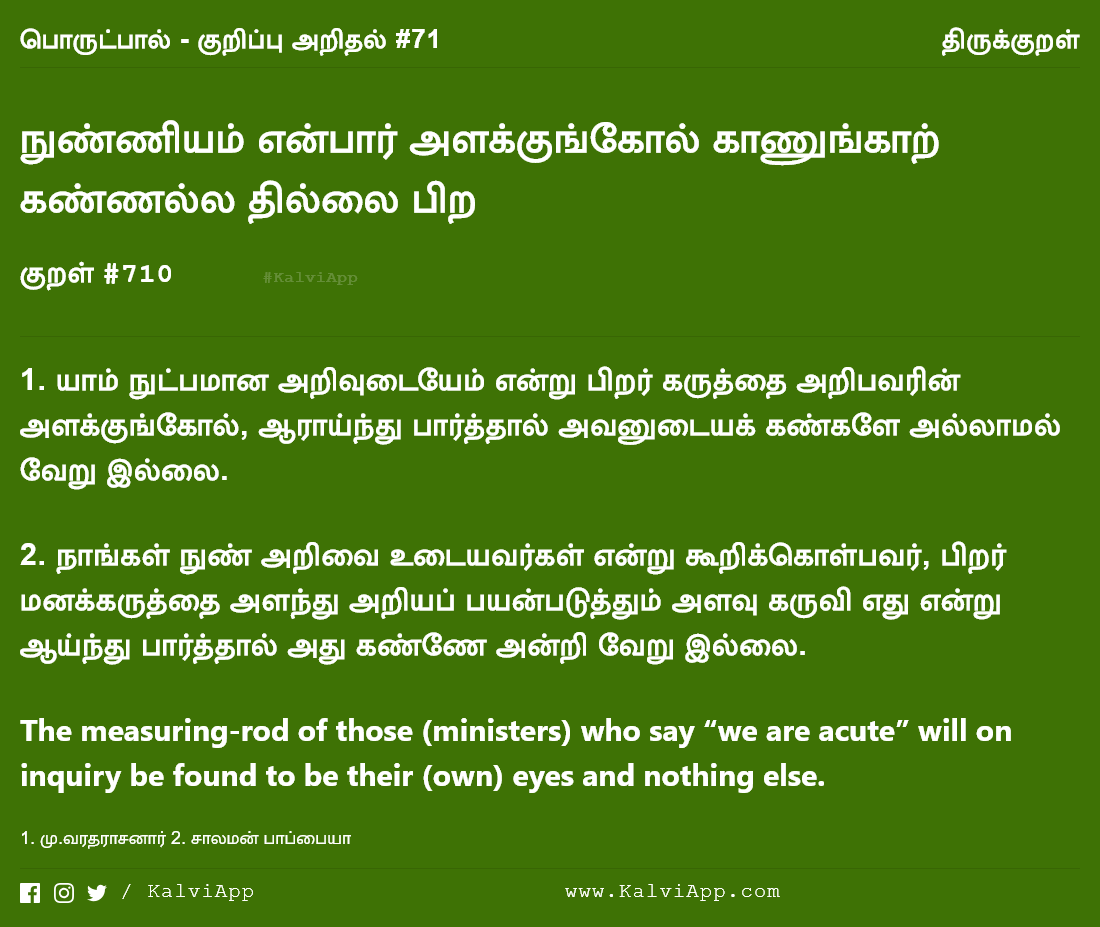 பொருட்பால் - குறிப்பு அறிதல் #71 திருக்குறள்
நுண்ணியம் என்பார் அளக்குங்கோல் காணுங்காற்
கண்ணல்ல தில்லை பிற
குறள் #710 #KalviApp
1. யாம் நுட்பமான அறிவுடையேம் என்று பிறர் கருத்தை அறிபவரின்
அளக்குங்கோல், ஆராய்ந்து பார்த்தால் அவனுடையக் கண்களே அல்லாமல்
வேறு இல்லை.
2. நாங்கள் நுண் அறிவை உடையவர்கள் என்று கூறிக்கொள்பவர், பிறர்
மனக்கருத்தை அளந்து அறியப் பயன்படுத்தும் அளவு கருவி எது என்று
ஆய்ந்து பார்த்தால் அது கண்ணே அன்றி வேறு இல்லை.
The measuring-rod of those (ministers) who say “we are acute” will on
inquiry be found to be their (own) eyes and nothing else.
1. மு.வரதராசனார் 2. சாலமன் பாப்பையா
/ KalviApp www.KalviApp.com